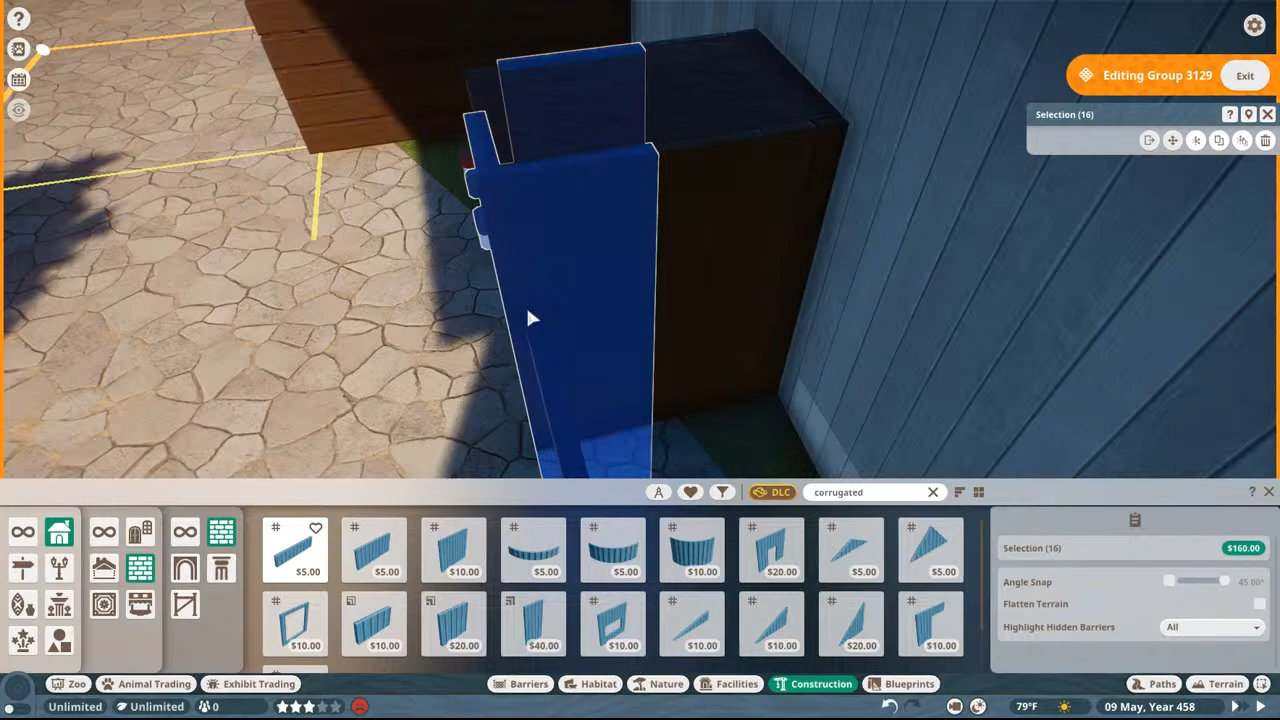 ?
Editing Group 3129
Exit
Selection (16)
?
DLC
corrugated
?
$5.00
$5.00
$10.00
$5.00
$5.00
$10.00
$20.00
$5.00
$5.00
$10.00
$10.00
$20.00
$40.00
$10.00
$10.00
$10.00
$20.00
$10.00
Selection (16)
$160.00
Angle Snap
45.00°
Flatten Terrain
Highlight Hidden Barriers
All
Zoo
Animal Trading
Exhibit Trading
Barriers
Habitat
Nature
Facilities
Construction
Blueprints
Paths
Terrain
Unlimited
Unlimited
0
79°F
09 May, Year 458